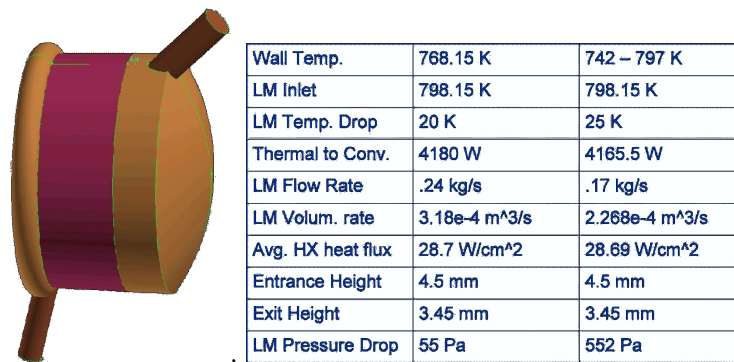 Wall Temp. 768.15 K 742 – 797 K
LM Inlet 798.15 K 798.15 K
LM Temp. Drop 20 K 25 K
Thermal to Conv. 4180 W 4165.5 W
LM Flow Rate .24 kg/s .17 kg/s
LM Volum. rate 3.18e-4 m^3/s 2.268e-4 m^3/s
Avg. HX heat flux 28.7 W/cm^2 28.69 W/cm^2
Entrance Height 4.5 mm 4.5 mm
Exit Height 3.45 mm 3.45 mm
LM Pressure Drop 55 Pa 552 Pa